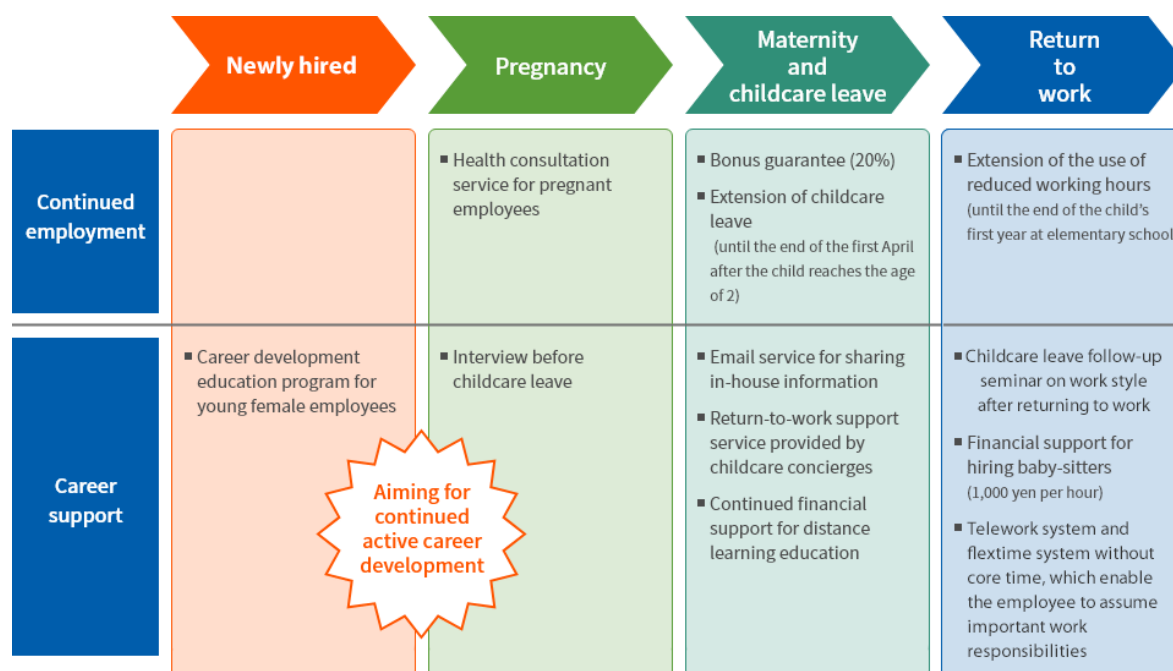 Newly hired
Pregnancy
Maternity
and
childcare leave
Return
to
work
Continued
employment
▪ Health consultation
service for pregnant
employees
▪ Bonus guarantee (20%)
▪ Extension of childcare
leave
(until the end of the first April
after the child reaches the age
of 2)
▪ Extension of the use of
reduced working hours
(until the end of the child's
first year at elementary school
Career
support
▪ Career development
education program for
young female employees
▪ Interview before
childcare leave
▪ Email service for sharing
in-house information
▪ Return-to-work support
service provided by
childcare concierges
▪ Continued financial
support for distance
learning education
▪ Childcare leave follow-up
seminar on work style
after returning to work
▪ Financial support for
hiring baby-sitters
(1,000 yen per hour)
▪ Telework system and
flextime system without
core time, which enable
the employee to assume
important work
responsibilities
Aiming for
continued
active career
development